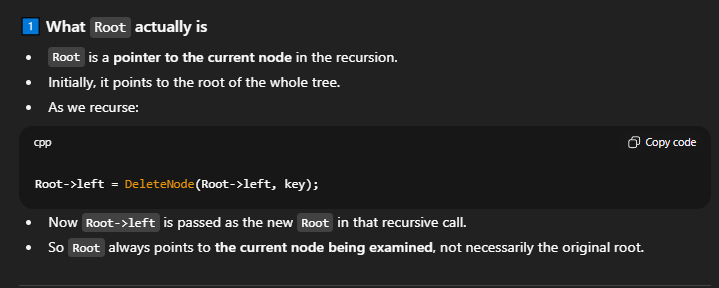 1 What Root actually is
• Root is a pointer to the current node in the recursion.
• Initially, it points to the root of the whole tree.
• As we recurse:
cpp Copy code
Root->left = DeleteNode(Root->left, key);
• Now Root->left is passed as the new Root in that recursive call.
• So Root always points to the current node being examined, not necessarily the original root.